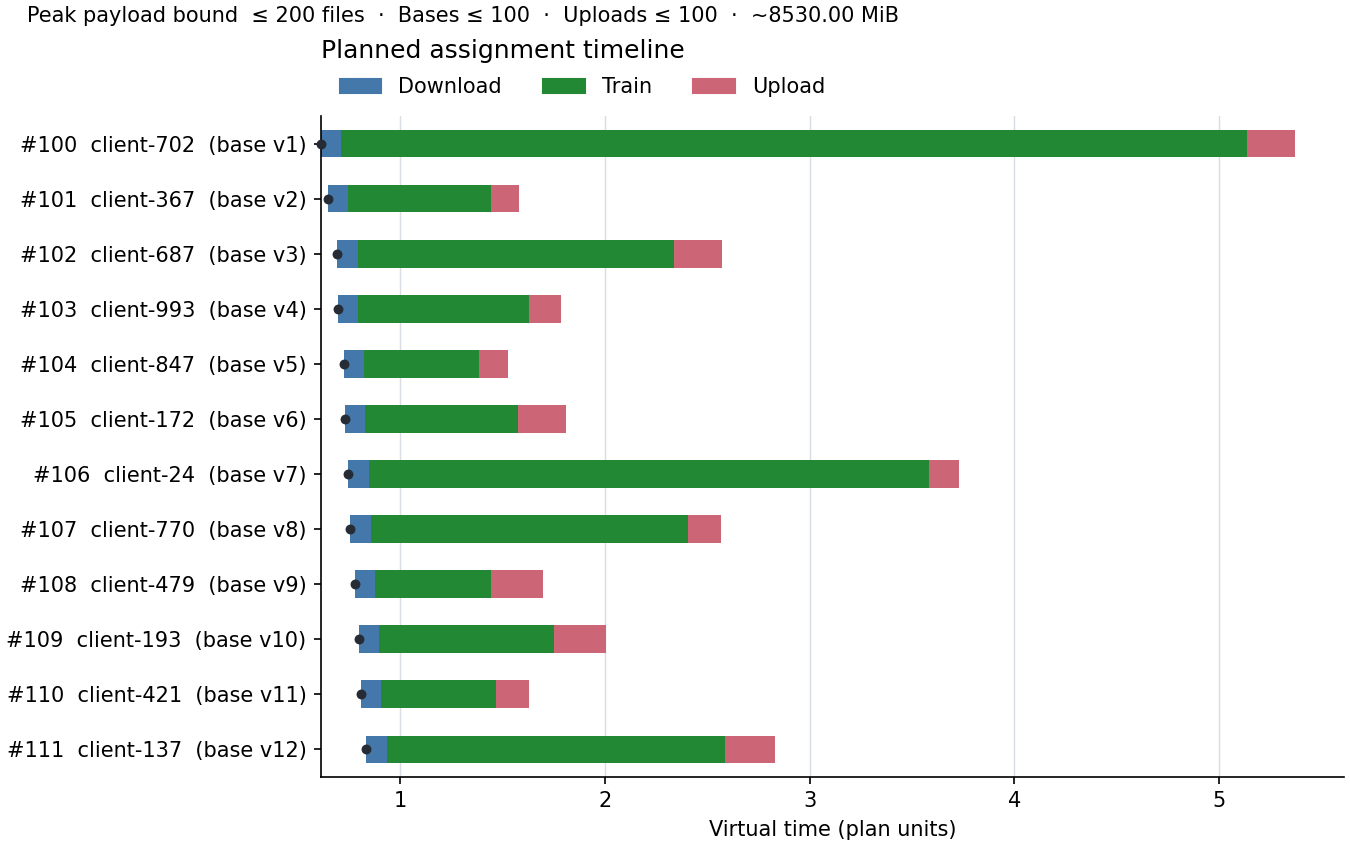 Peak payload bound ≤ 200 files · Bases ≤ 100 · Uploads ≤ 100 · ~8530.00 MiB
Planned assignment timeline
Download Train Upload
#100 client-702 (base v1)
#101 client-367 (base v2)
#102 client-687 (base v3)
#103 client-993 (base v4)
#104 client-847 (base v5)
#105 client-172 (base v6)
#106 client-24 (base v7)
#107 client-770 (base v8)
#108 client-479 (base v9)
#109 client-193 (base v10)
#110 client-421 (base v11)
#111 client-137 (base v12)
1 2 3 4 5
Virtual time (plan units)